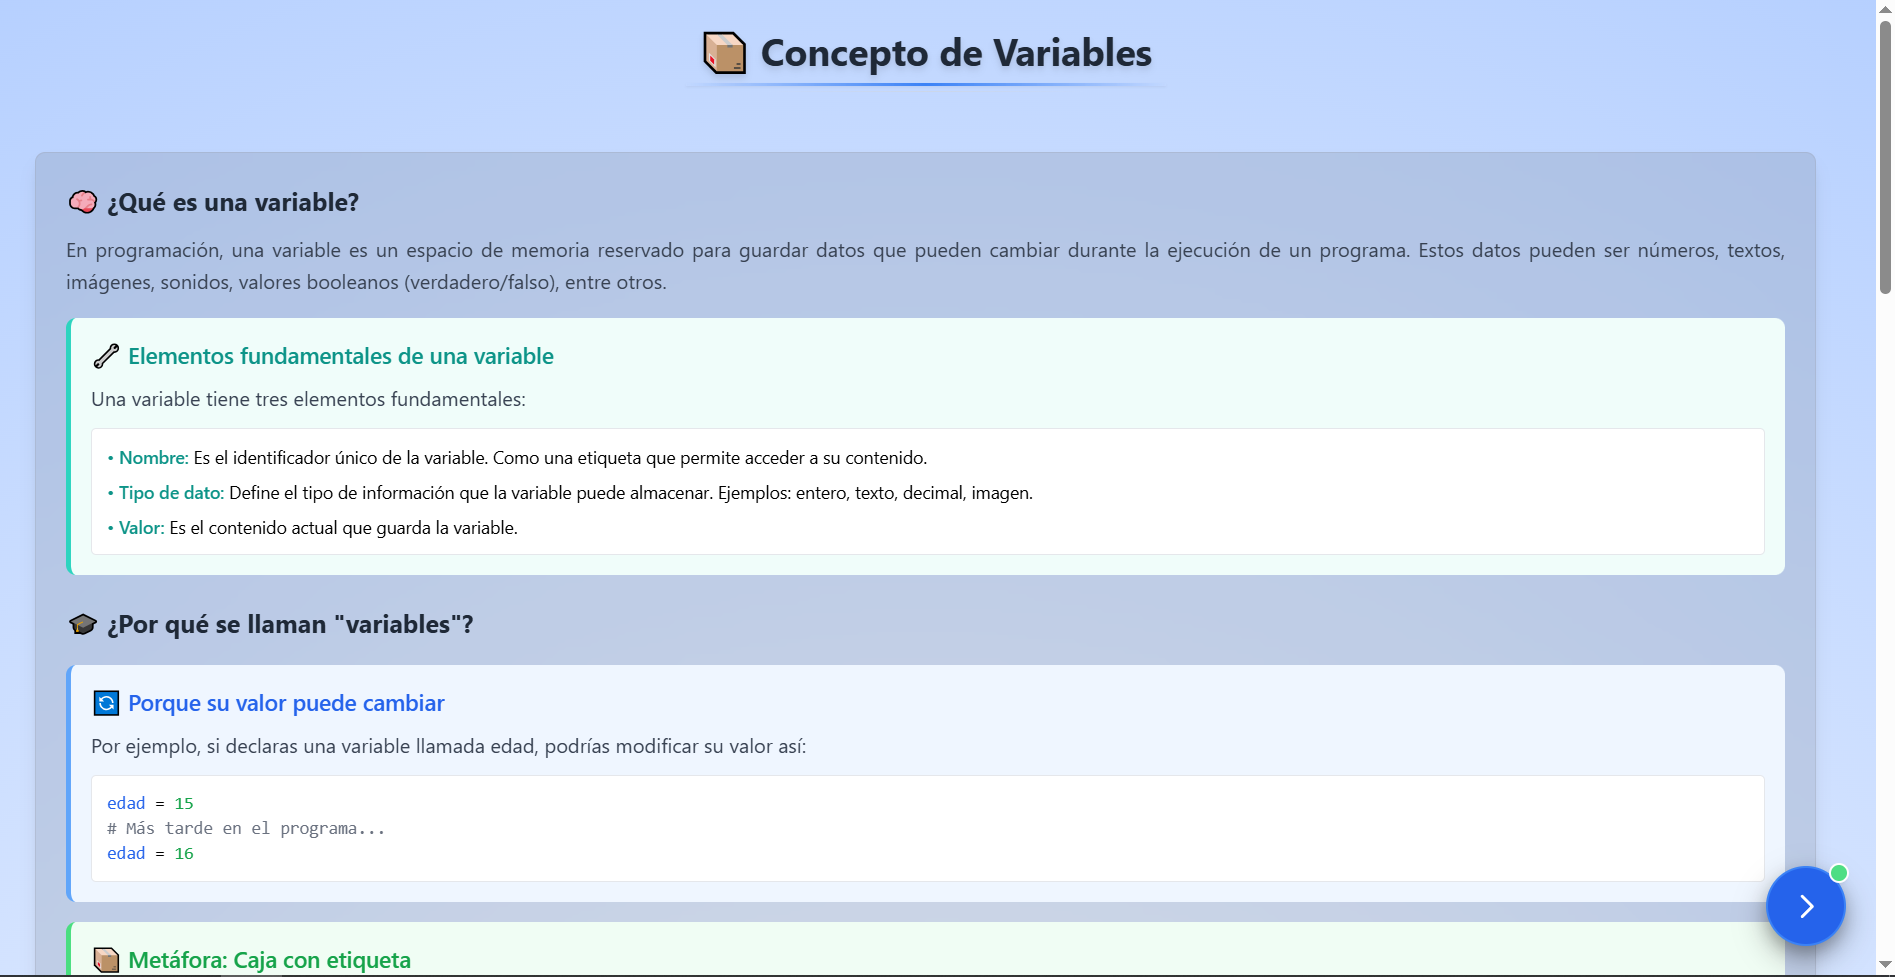 Concepto de Variables
¿Qué es una variable?
En programación, una variable es un espacio de memoria reservado para guardar datos que pueden cambiar durante la ejecución de un programa. Estos datos pueden ser números, textos,
imágenes, sonidos, valores booleanos (verdadero/falso), entre otros.
Elementos fundamentales de una variable
Una variable tiene tres elementos fundamentales:
• Nombre: Es el identificador único de la variable. Como una etiqueta que permite acceder a su contenido.
• Tipo de dato: Define el tipo de información que la variable puede almacenar. Ejemplos: entero, texto, decimal, imagen.
• Valor: Es el contenido actual que guarda la variable.
¿Por qué se llaman "variables"?
Porque su valor puede cambiar
Por ejemplo, si declaras una variable llamada edad, podrías modificar su valor así:
edad = 15
# Más tarde en el programa...
edad = 16
Metáfora: Caja con etiqueta